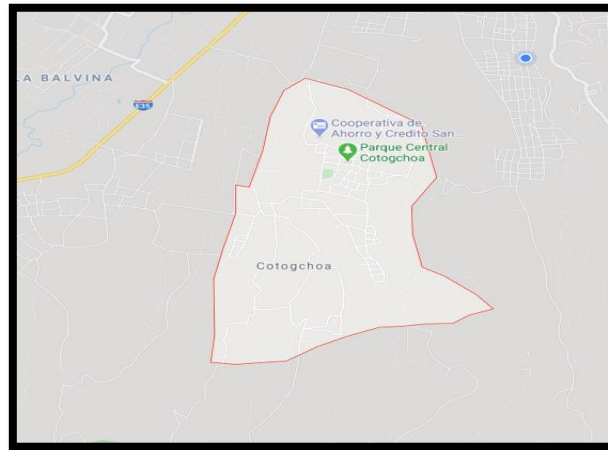 LA BALVINA
E35
Cooperativa de
Ahorro y Credito San...
Parque Central
Cotogchoa
Cotogchoa